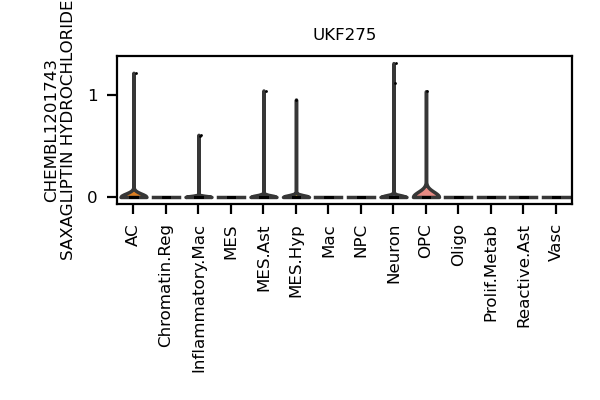 UKF275
CHEMBL1201743
SAXAGLIPTIN HYDROCHLORIDE
1
0
AC
Chromatin.Reg
Inflammatory.Mac
MES
MES.Ast
MES.Hyp
Mac
NPC
Neuron
OPC
Oligo
Prolif.Metab
Reactive.Ast
Vasc